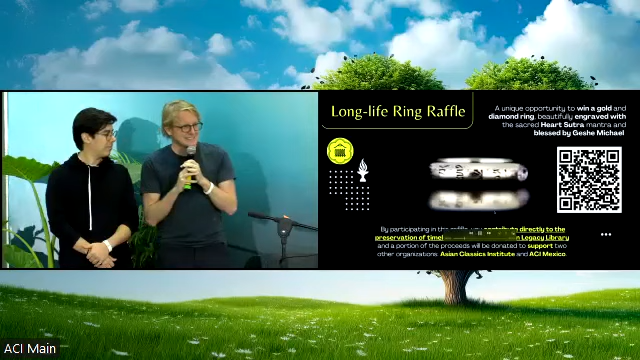 Long-life Ring Raffle
A unique opportunity to win a gold and
diamond ring, beautifully engraved with
the sacred Heart Sutra mantra and
blessed by Geshe Michael
By participating in the raffle, you contribute directly to the
preservation of Legacy Library
and a portion of the proceeds will be donated to support two
other organizations: Asian Classics Institute and ACI Mexico.
ACI Main